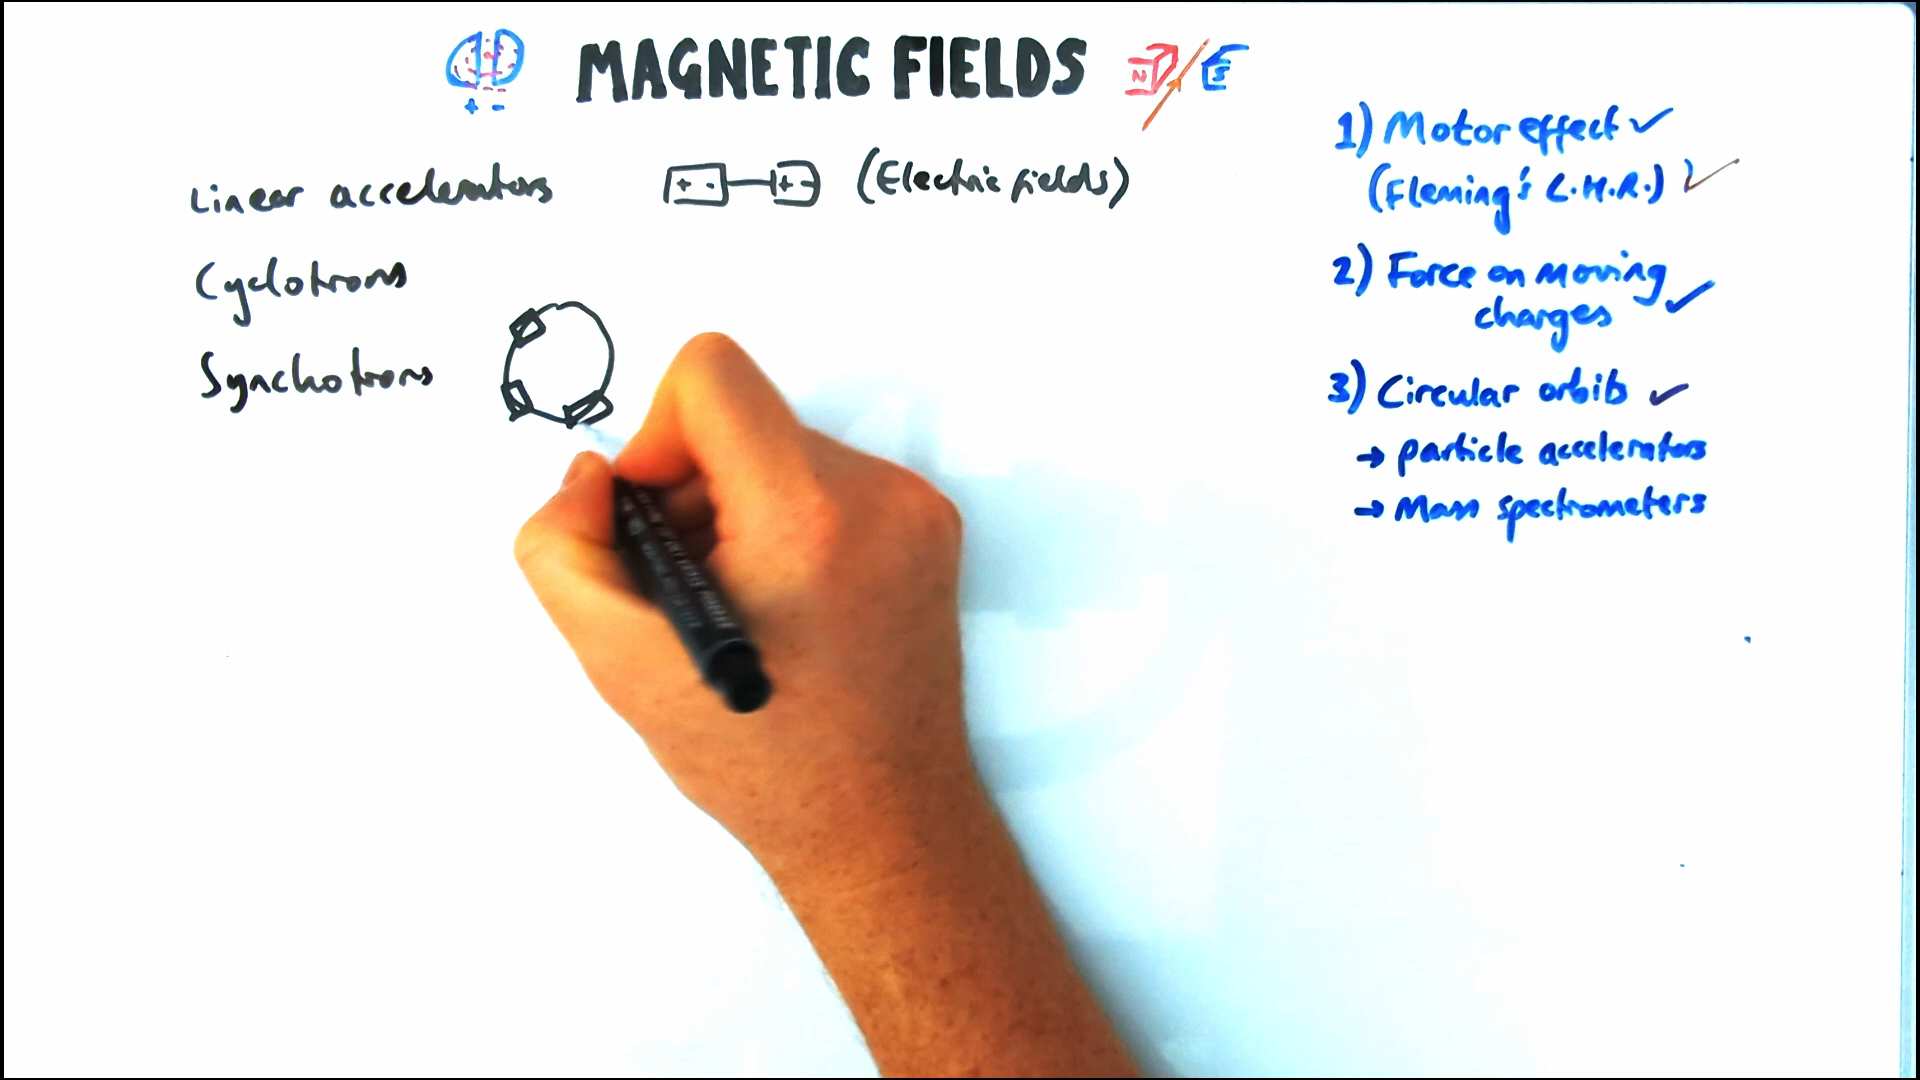 MAGNETIC FIELDS
N S
+ -
Linear accelerators
+ - + - (Electric fields)
Cyclotrons
Synchotrons
1) Motor effect ✓
(Fleming's L.H.R.) ✓
2) Force on moving
charges ✓
3) Circular orbits ✓
→ particle accelerators
→ Mass spectrometers